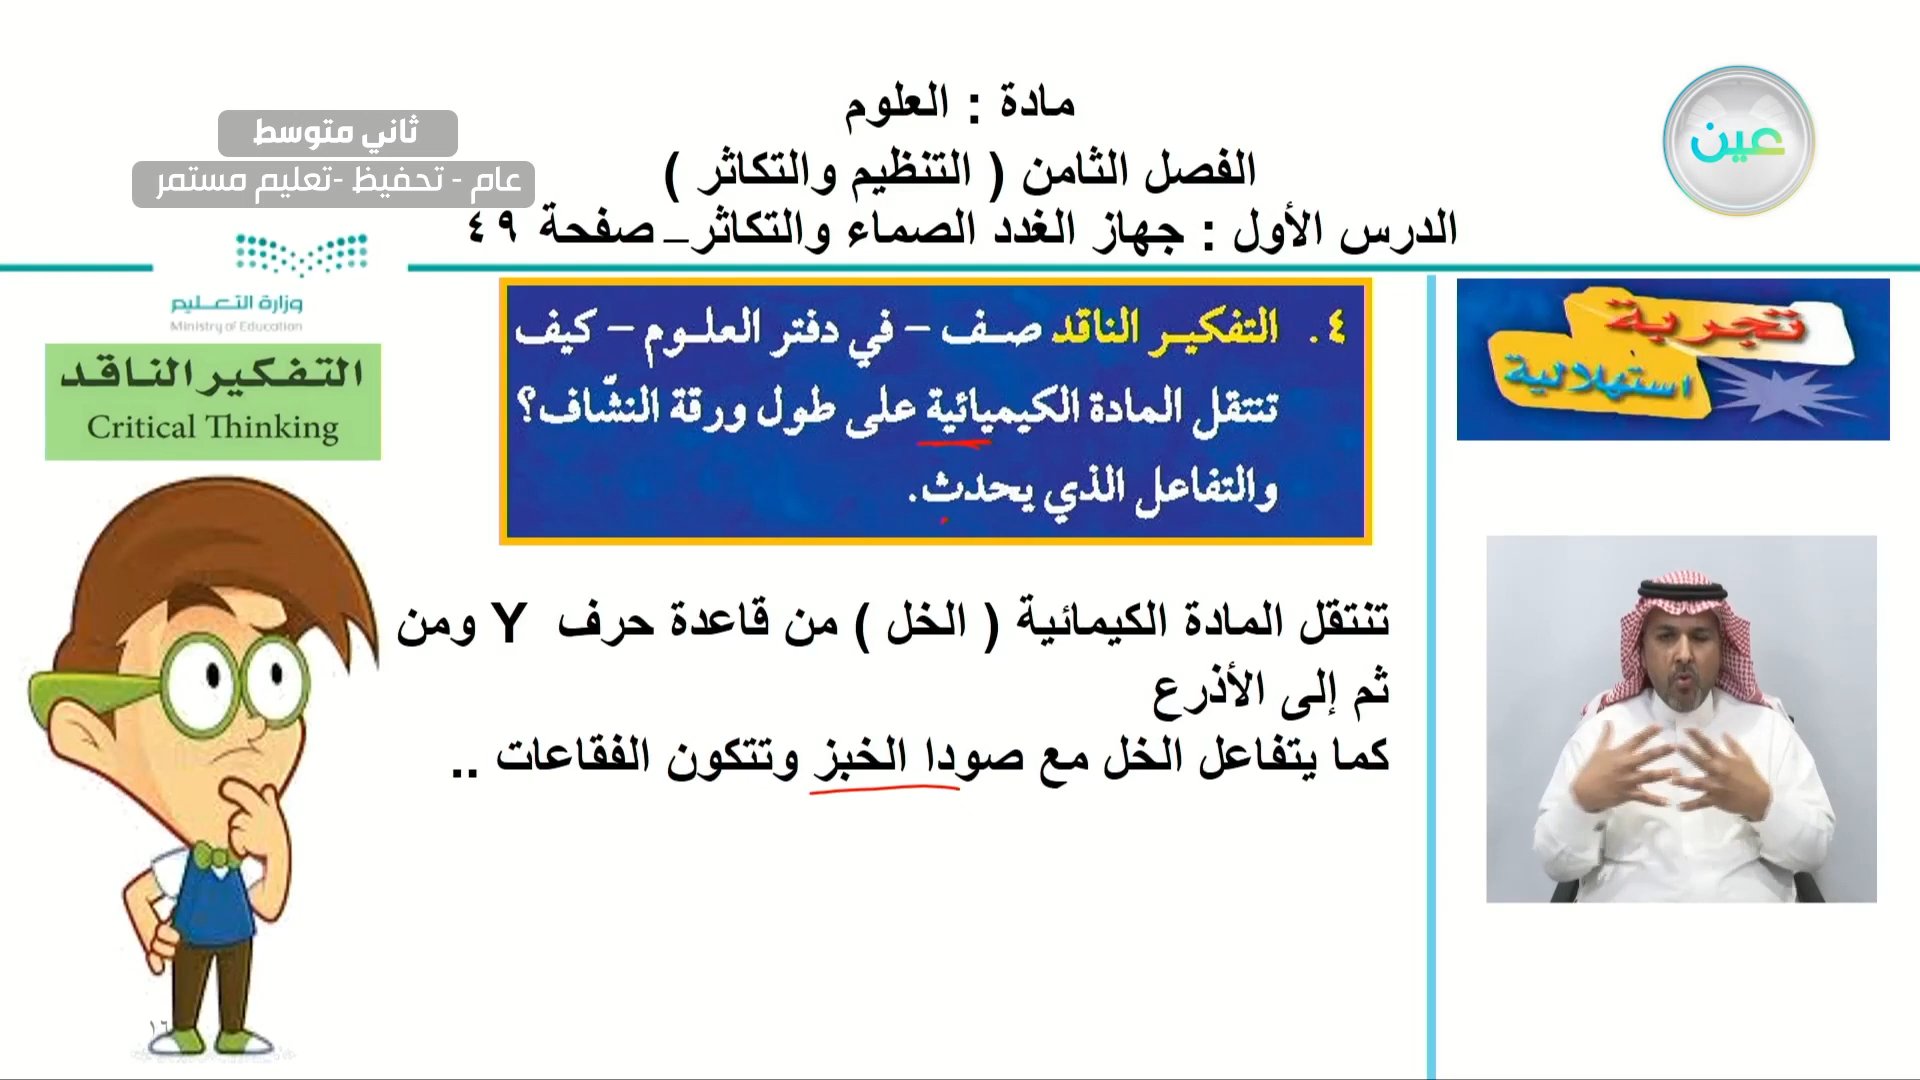 مادة : العلوم
الفصل الثامن ( التنظيم والتكاثر )
الدرس الأول : جهاز الغدد الصماء والتكاثر– صفحة ٤٩
عين
ثاني متوسط
عام - تحفيظ -تعليم مستمر
وزارة التعليم
Ministry of Education
تجربة
استهلالية
٤. التفكير الناقد صف – في دفتر العلوم – كيف
تنتقل المادة الكيميائية على طول ورقة النشّاف؟
والتفاعل الذي يحدث.
التفكير الناقد
Critical Thinking
تنتقل المادة الكيمائية ( الخل ) من قاعدة حرف Y ومن
ثم إلى الأذرع
كما يتفاعل الخل مع صودا الخبز وتتكون الفقاعات ..
١٦